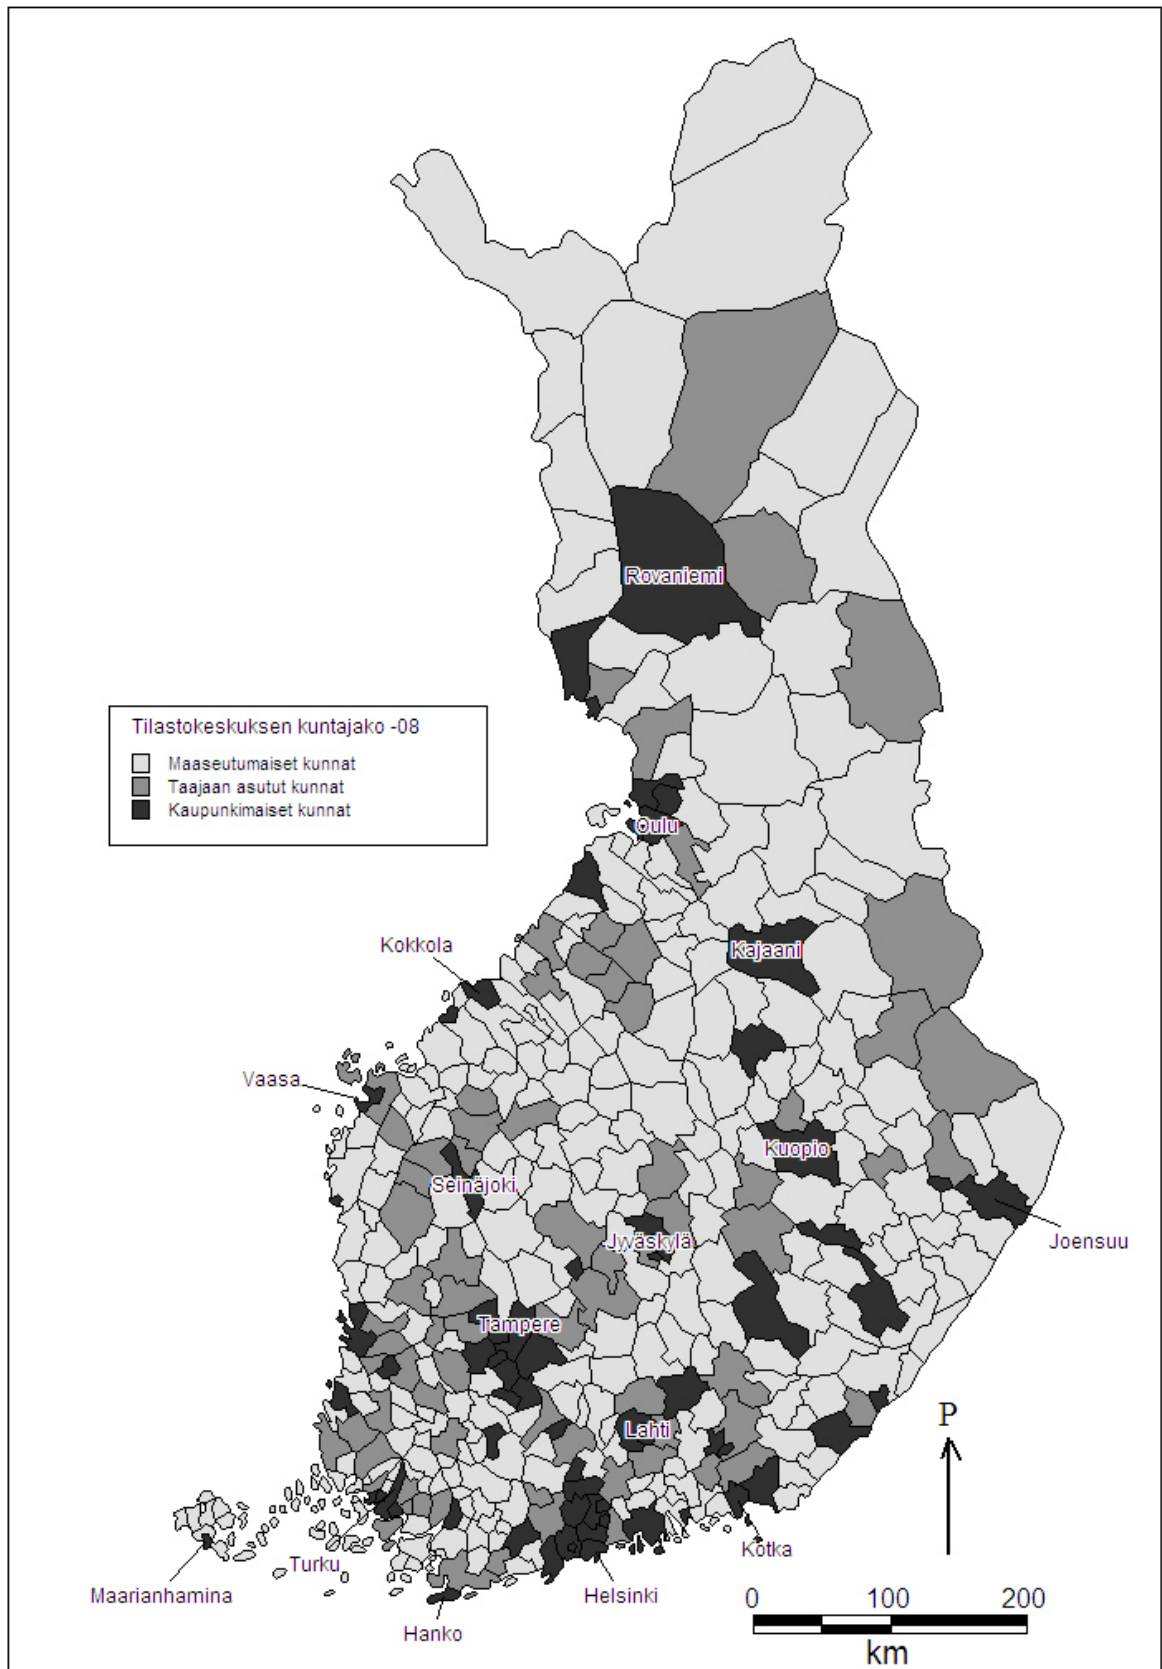 Rovaniemi
Tilastokeskuksen kuntajako -08
Maaseutumaiset kunnat
Taajaan asutut kunnat
Kaupunkimaiset kunnat
Oulu
Kokkola
Kajaani
Vaasa
Kuopio
Seinäjoki
Jyväskylä
Joensuu
Tampere
Lahti
P
Kotka
Turku
Maarianhamina
Helsinki
Hanko
0 100 200
km